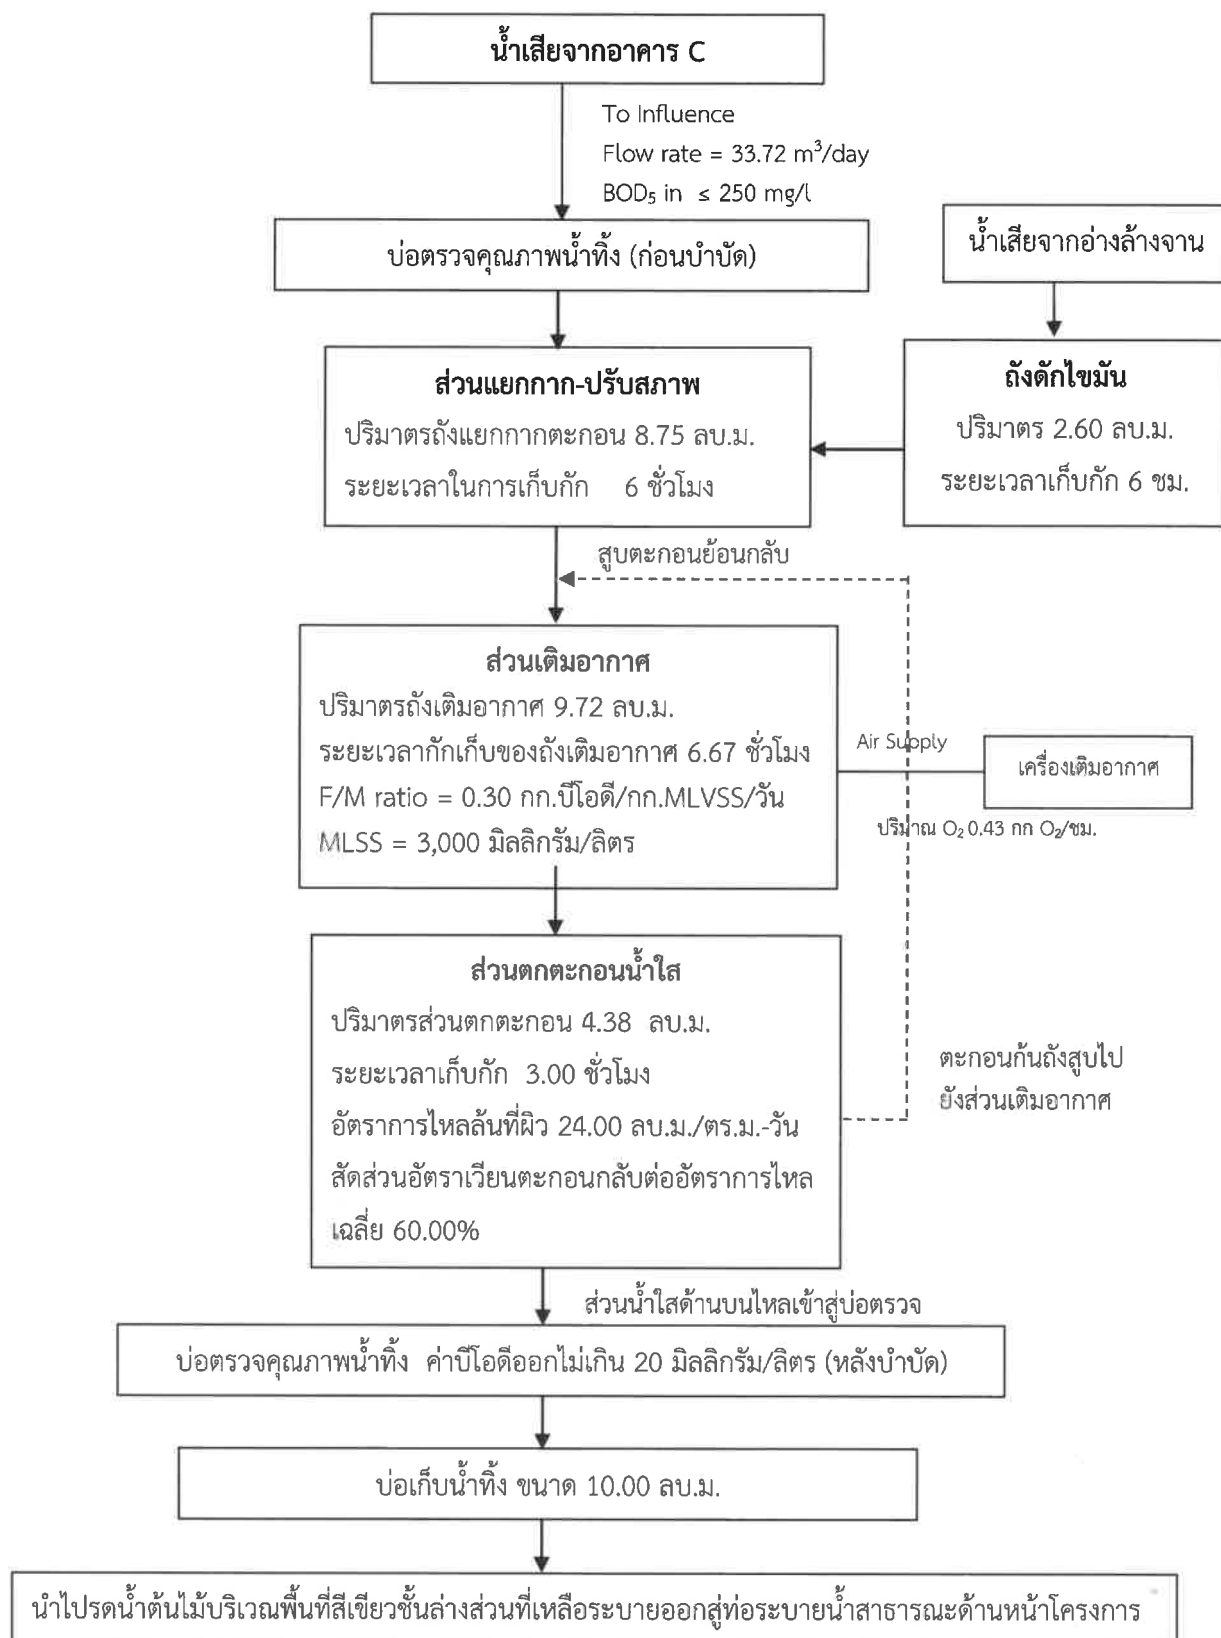 น้ำเสียจากอาคาร C
To Influence
Flow rate = 33.72 m³/day
BOD₅ in ≤ 250 mg/l
บ่อตรวจคุณภาพน้ำทิ้ง (ก่อนบำบัด)
น้ำเสียจากอ่างล้างจาน
ส่วนแยกกาก-ปรับสภาพ
ปริมาตรถังแยกกากตะกอน 8.75 ลบ.ม.
ระยะเวลาในการเก็บกัก 6 ชั่วโมง
ถังดักไขมัน
ปริมาตร 2.60 ลบ.ม.
ระยะเวลาเก็บกัก 6 ชม.
สูบตะกอนย้อนกลับ
ส่วนเติมอากาศ
ปริมาตรถังเติมอากาศ 9.72 ลบ.ม.
ระยะเวลากักเก็บของถังเติมอากาศ 6.67 ชั่วโมง
F/M ratio = 0.30 กก.บีโอดี/กก.MLVSS/วัน
MLSS = 3,000 มิลลิกรัม/ลิตร
Air Supply
เครื่องเติมอากาศ
ปริมาณ O₂ 0.43 กก O₂/ชม.
ส่วนตกตะกอนน้ำใส
ปริมาตรส่วนตกตะกอน 4.38 ลบ.ม.
ระยะเวลาเก็บกัก 3.00 ชั่วโมง
อัตราการไหลล้นที่ผิว 24.00 ลบ.ม./ตร.ม.-วัน
สัดส่วนอัตราเวียนตะกอนกลับต่ออัตราการไหล
เฉลี่ย 60.00%
ตะกอนก้นถังสูบไป
ยังส่วนเติมอากาศ
ส่วนน้ำใสด้านบนไหลเข้าสู่บ่อตรวจ
บ่อตรวจคุณภาพน้ำทิ้ง ค่าบีโอดีออกไม่เกิน 20 มิลลิกรัม/ลิตร (หลังบำบัด)
บ่อเก็บน้ำทิ้ง ขนาด 10.00 ลบ.ม.
นำไปรดน้ำต้นไม้บริเวณพื้นที่สีเขียวชั้นล่างส่วนที่เหลือระบายออกสู่ท่อระบายน้ำสาธารณะด้านหน้าโครงการ